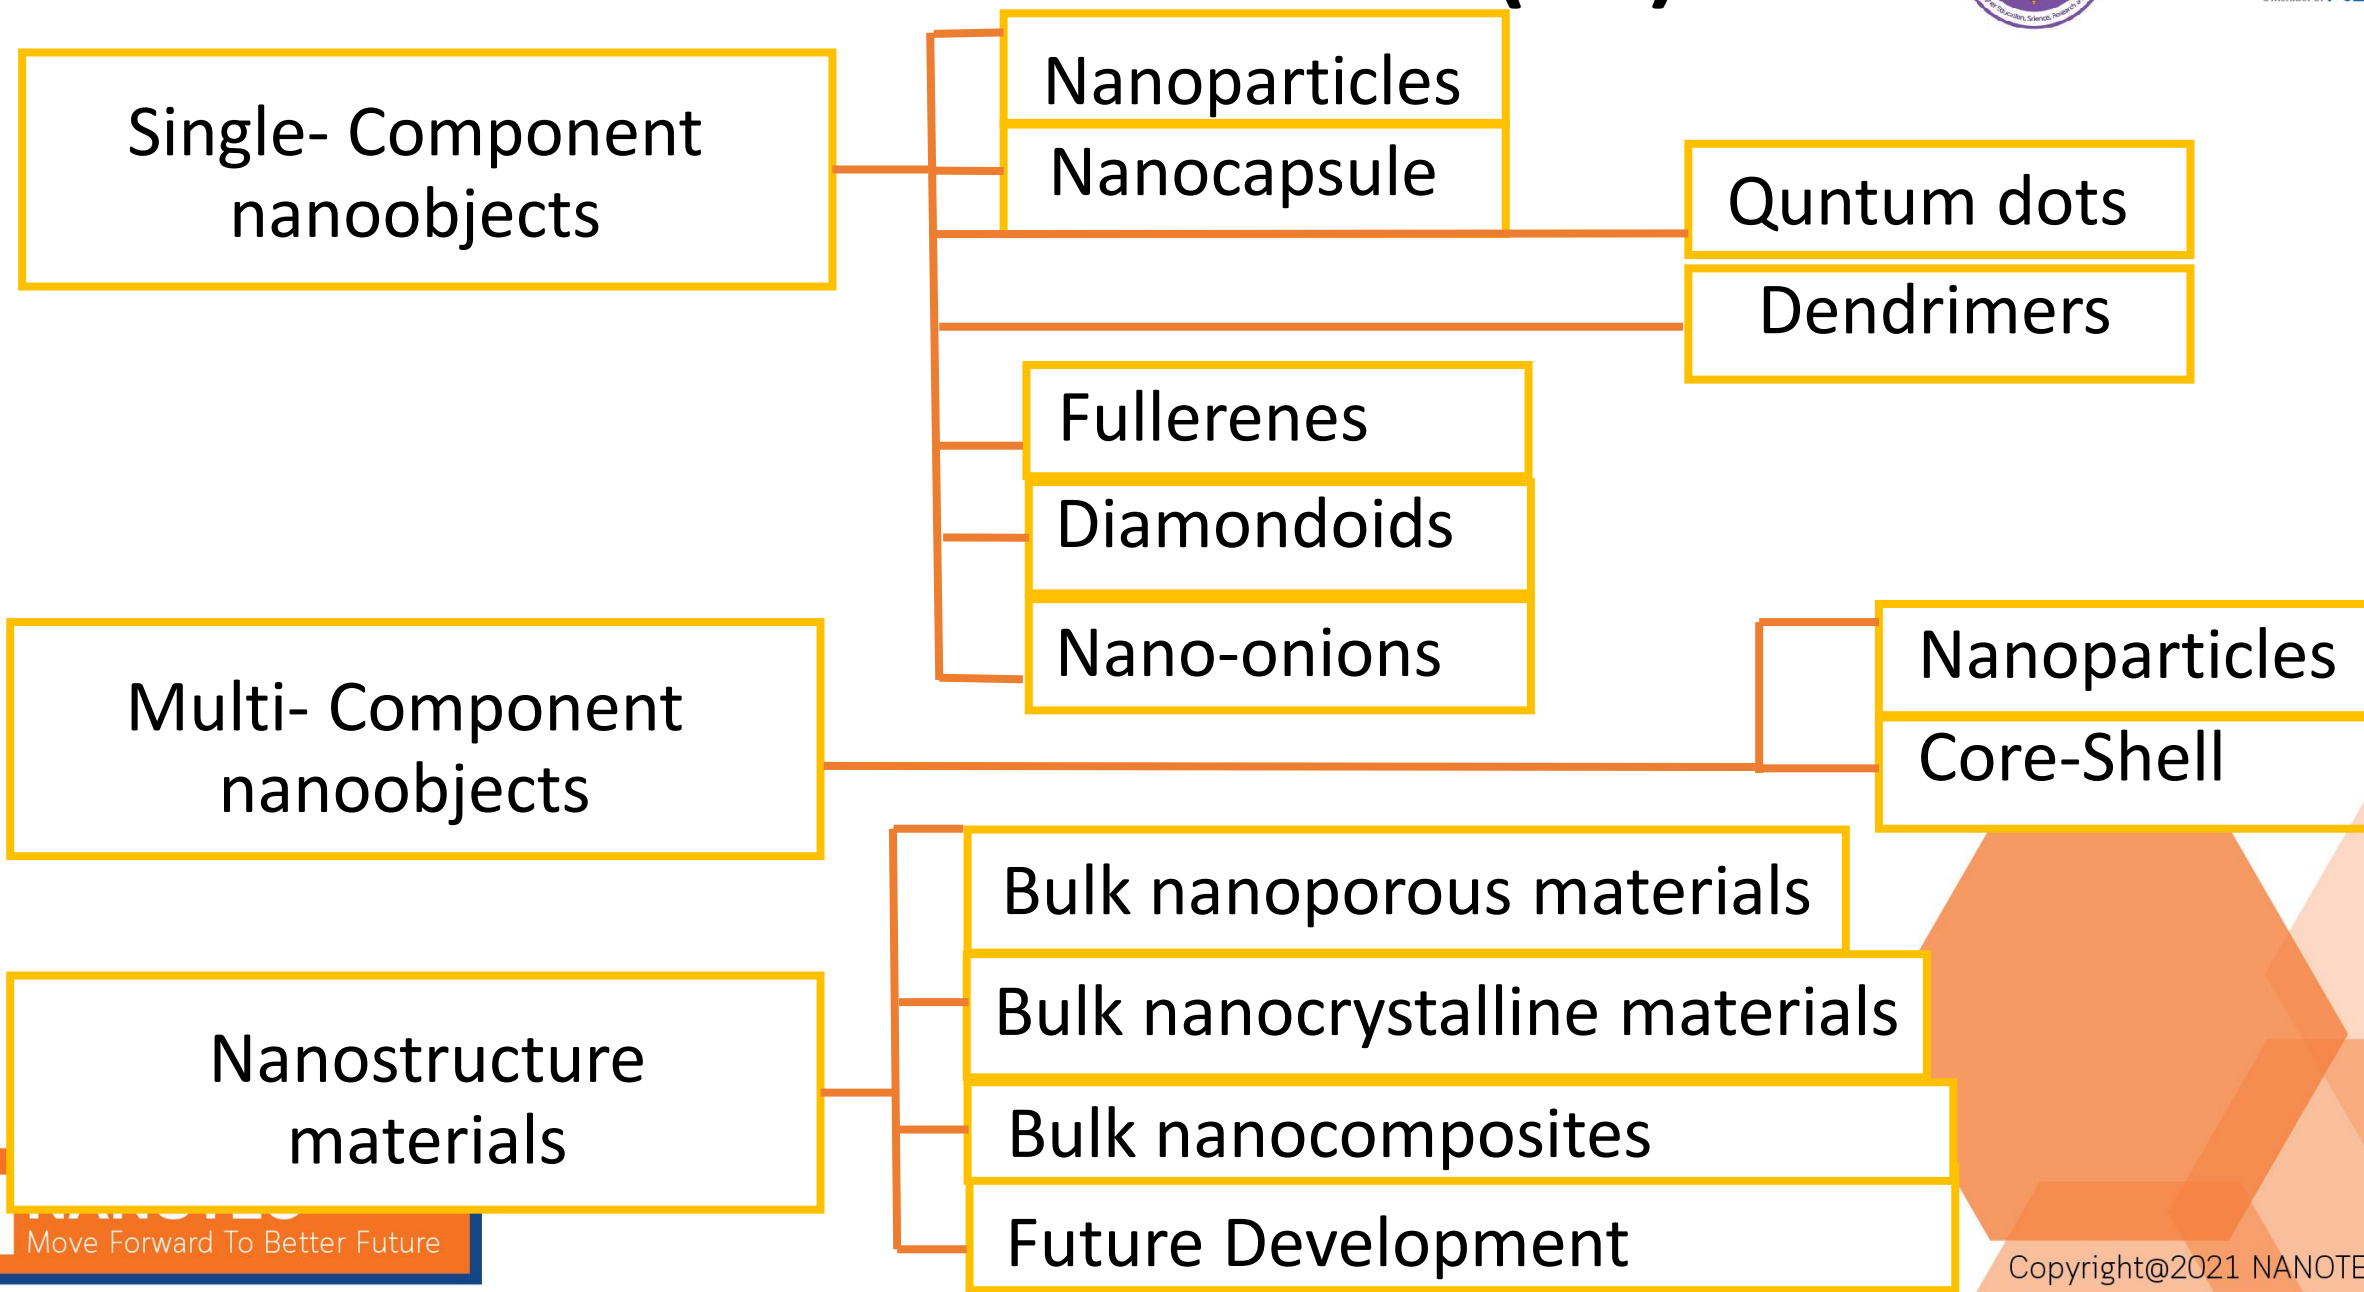 Single- Component
nanoobjects
Nanoparticles
Nanocapsule
Quntum dots
Dendrimers
Fullerenes
Diamondoids
Nano-onions
Multi- Component
nanoobjects
Nanoparticles
Core-Shell
Nanostructure
materials
Bulk nanoporous materials
Bulk nanocrystalline materials
Bulk nanocomposites
Future Development
Move Forward To Better Future
Copyright@2021 NANOTE